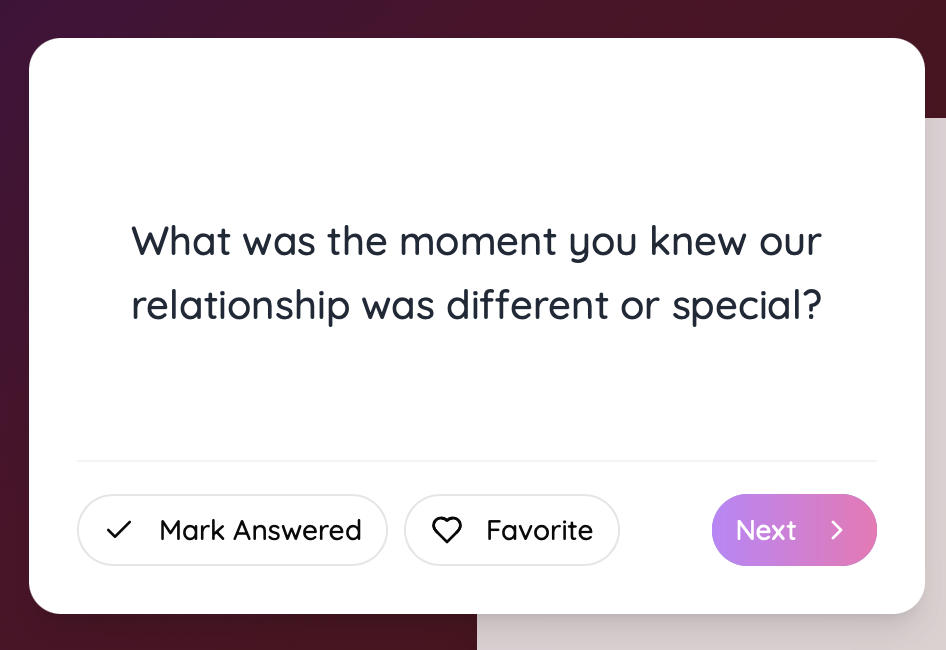 What was the moment you knew our
relationship was different or special?
Mark Answered
Favorite
Next